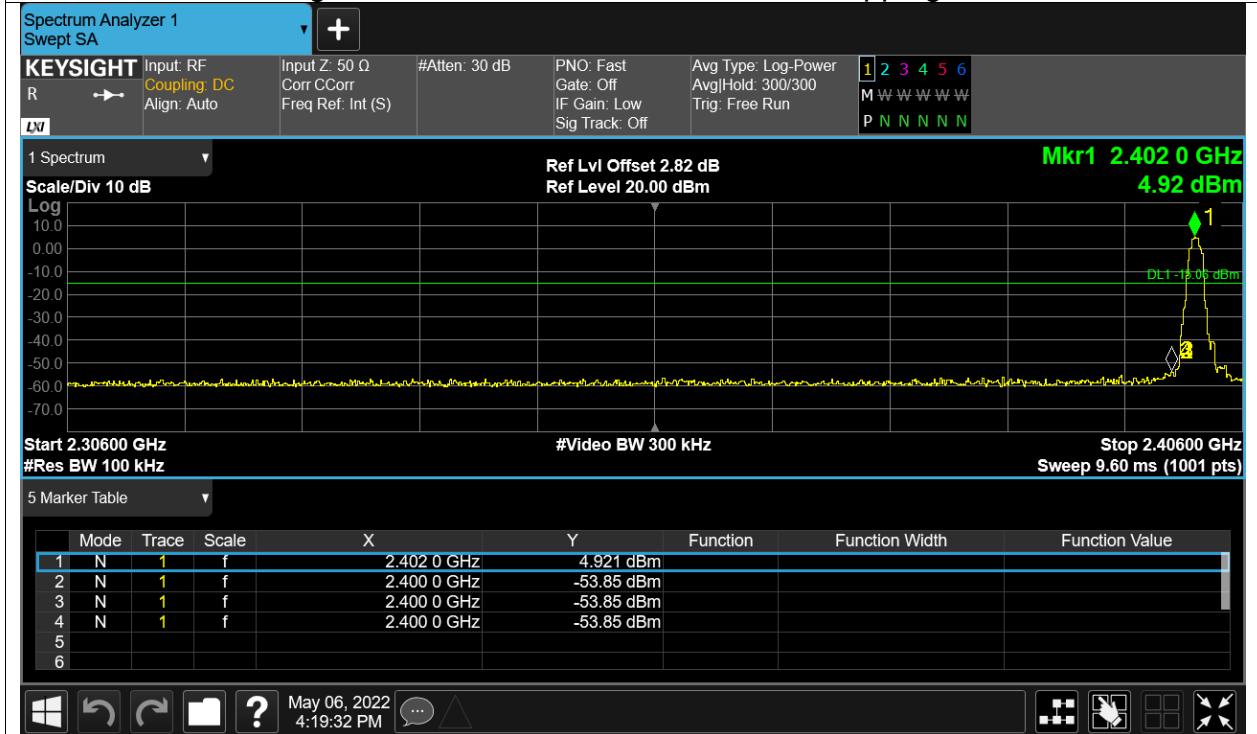 Spectrum Analyzer 1
Swept SA
KEYSIGHT Input: RF Input Z: 50 Ω #Atten: 30 dB PNO: Fast Avg Type: Log-Power 1 2 3 4 5 6
R Coupling: DC Corr CCorr Gate: Off Avg|Hold: 300/300 M W W W W W
Align: Auto Freq Ref: Int (S) IF Gain: Low Trig: Free Run
LXI Sig Track: Off P N N N N N
1 Spectrum Ref Lvl Offset 2.82 dB Mkr1 2.402 0 GHz
Scale/Div 10 dB Ref Level 20.00 dBm 4.92 dBm
Log
1
10.0
0.00
-10.0 DL1 -15.06 dBm
-20.0
-30.0
-40.0
-50.0
-60.0
-70.0
Start 2.30600 GHz #Video BW 300 kHz Stop 2.40600 GHz
#Res BW 100 kHz Sweep 9.60 ms (1001 pts)
5 Marker Table
Mode Trace Scale X Y Function Function Width Function Value
1 N 1 f 2.402 0 GHz 4.921 dBm
2 N 1 f 2.400 0 GHz -53.85 dBm
3 N 1 f 2.400 0 GHz -53.85 dBm
4 N 1 f 2.400 0 GHz -53.85 dBm
5
6
? May 06, 2022
4:19:32 PM